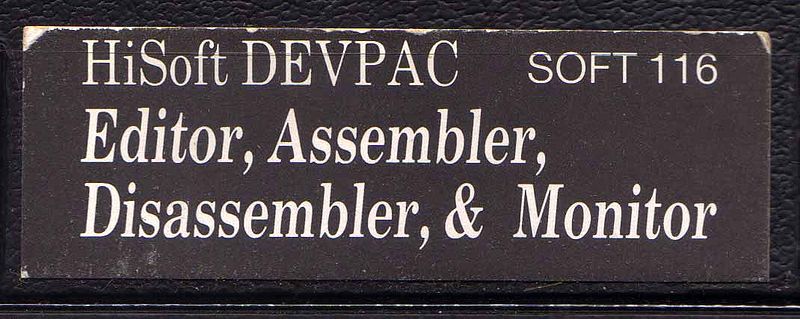 HiSoft DEVPAC SOFT 116
Editor, Assembler,
Disassembler, & Monitor